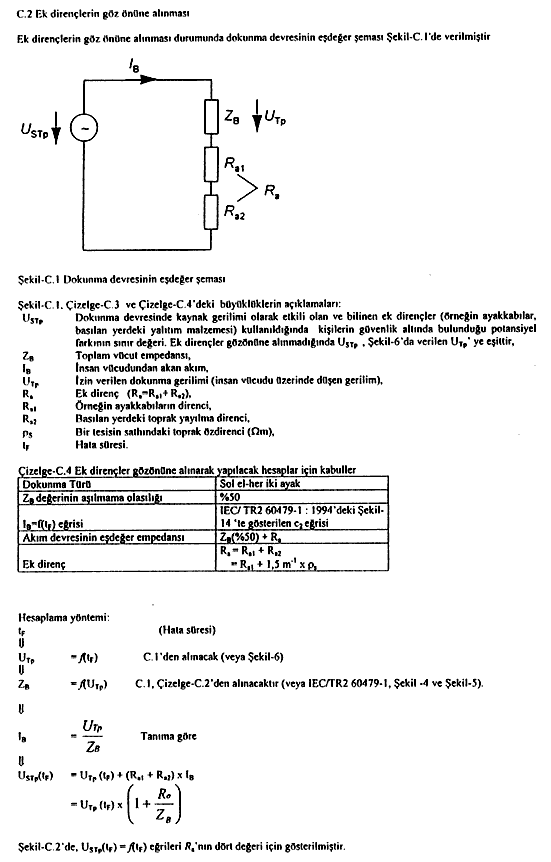 C.2 Ek dirençlerin göz önüne alınması
Ek dirençlerin göz önüne alınması durumunda dokunma devresinin eşdeğer şeması Şekil-C.1'de verilmiştir
I_B
U_STp
~
Z_B
U_Tp
R_a1
R_a
R_a2
Şekil-C.1 Dokunma devresinin eşdeğer şeması
Şekil-C.1, Çizelge-C.3 ve Çizelge-C.4'deki büyüklüklerin açıklamaları:
U_STp Dokunma devresinde kaynak gerilimi olarak etkili olan ve bilinen ek dirençler (örneğin ayakkabılar,
basılan yerdeki yalıtım malzemesi) kullanıldığında kişilerin güvenlik altında bulunduğu potansiyel
farkının sınır değeri. Ek dirençler gözönüne alınmadığında U_STp , Şekil-6'da verilen U_Tp' ye eşittir,
Z_B Toplam vücut empedansı,
I_B İnsan vücudundan akan akım,
U_Tp İzin verilen dokunma gerilimi (insan vücudu üzerinde düşen gerilim),
R_a Ek direnç (R_a=R_a1+ R_a2),
R_a1 Örneğin ayakkabıların direnci,
R_a2 Basılan yerdeki toprak yayılma direnci,
ρ_S Bir tesisin sathındaki toprak özdirenci (Ωm),
t_F Hata süresi.
Çizelge-C.4 Ek dirençler gözönüne alınarak yapılacak hesaplar için kabuller
Dokunma Türü Sol el-her iki ayak
Z_B değerinin aşılmama olasılığı %50
I_B=f(t_F) eğrisi IEC/ TR2 60479-1 : 1994'deki Şekil-
14 'te gösterilen c_2 eğrisi
Akım devresinin eşdeğer empedansı Z_B(%50) + R_a
Ek direnç R_a = R_a1 + R_a2
= R_a1 + 1,5 m⁻¹ x ρ_s
Hesaplama yöntemi:
t_F (Hata süresi)
⇓
U_Tp = f(t_F) C.1'den alınacak (veya Şekil-6)
⇓
Z_B = f(U_Tp) C.1, Çizelge-C.2'den alınacaktır (veya IEC/TR2 60479-1, Şekil -4 ve Şekil-5).
⇓
I_B = U_Tp / Z_B Tanıma göre
⇓
U_STp(t_F) = U_Tp (t_F) + (R_a1 + R_a2) x I_B
= U_Tp (t_F) x (1 + R_a / Z_B)
Şekil-C.2'de, U_STp(t_F) = f(t_F) eğrileri R_a'nın dört değeri için gösterilmiştir.